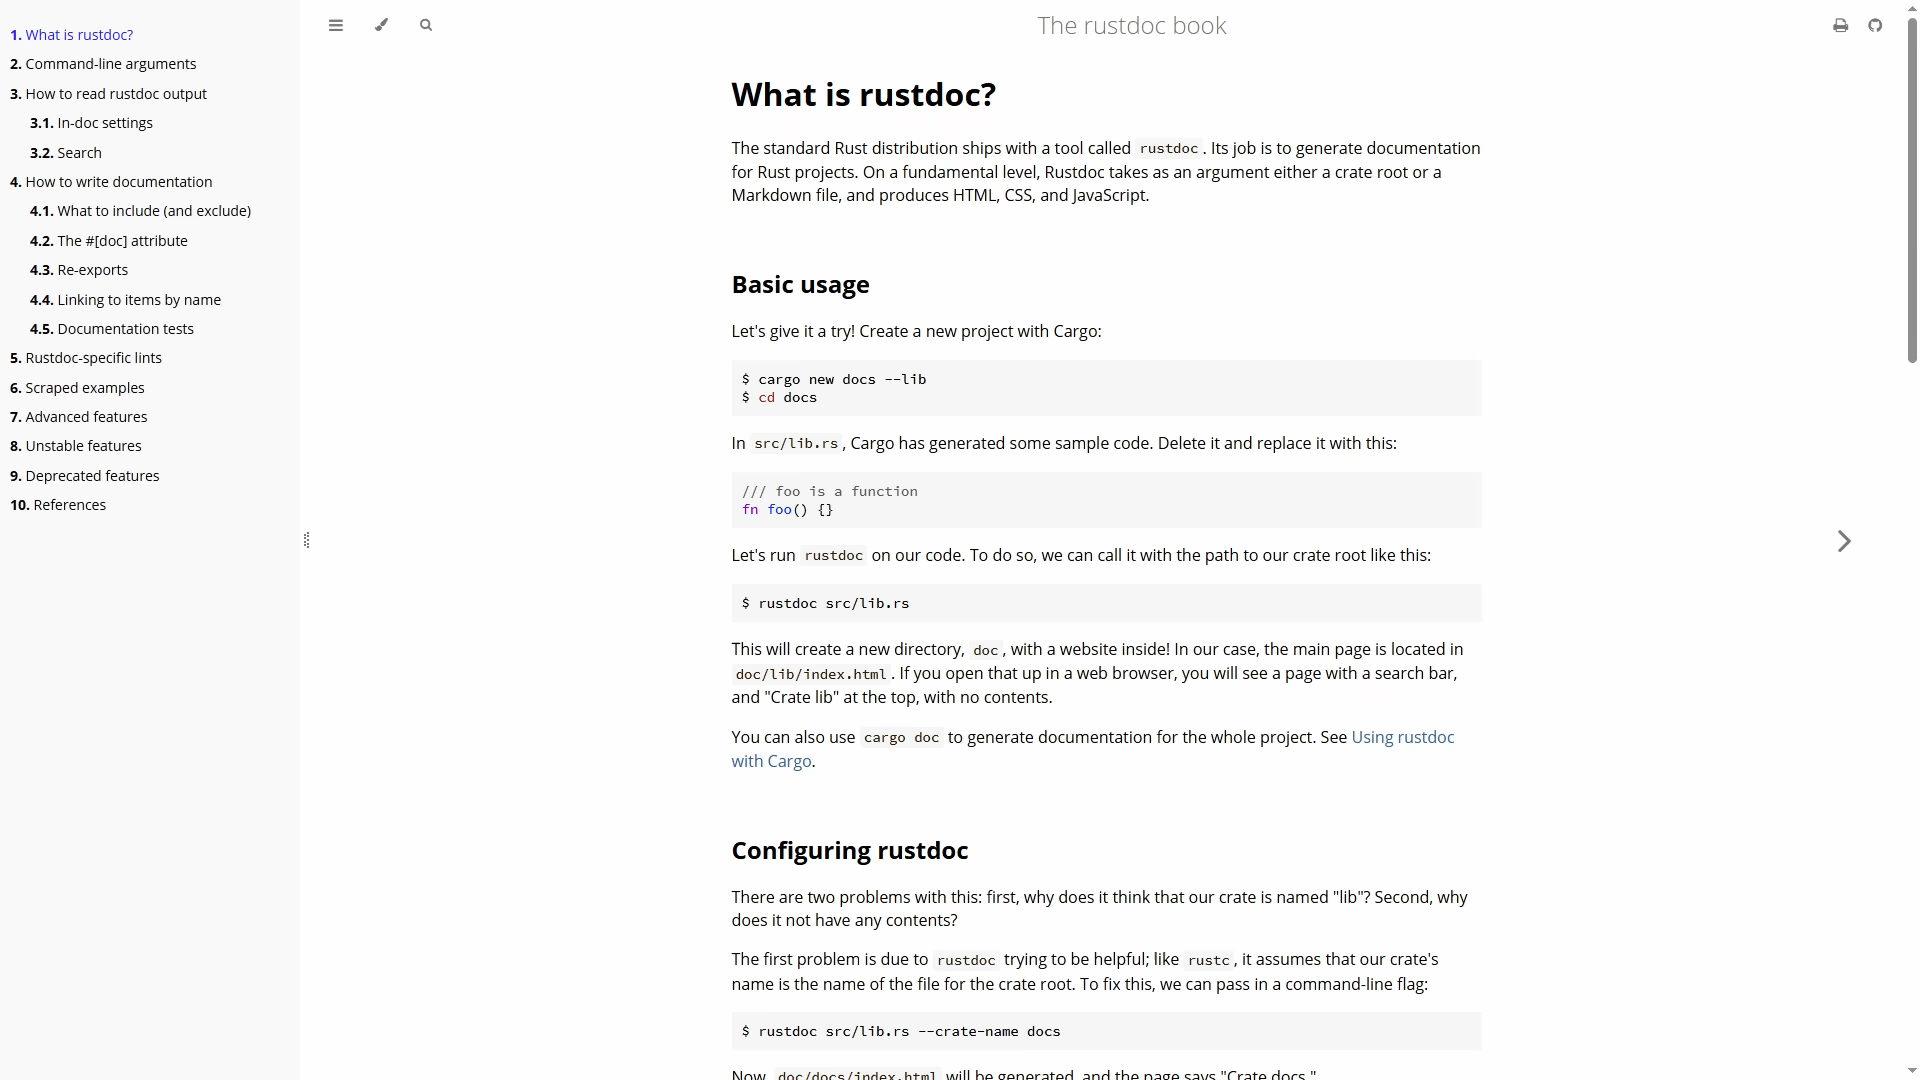 1. What is rustdoc?
2. Command-line arguments
3. How to read rustdoc output
3.1. In-doc settings
3.2. Search
4. How to write documentation
4.1. What to include (and exclude)
4.2. The #[doc] attribute
4.3. Re-exports
4.4. Linking to items by name
4.5. Documentation tests
5. Rustdoc-specific lints
6. Scraped examples
7. Advanced features
8. Unstable features
9. Deprecated features
10. References
The rustdoc book
What is rustdoc?
The standard Rust distribution ships with a tool called rustdoc. Its job is to generate documentation
for Rust projects. On a fundamental level, Rustdoc takes as an argument either a crate root or a
Markdown file, and produces HTML, CSS, and JavaScript.
Basic usage
Let's give it a try! Create a new project with Cargo:
$ cargo new docs --lib
$ cd docs
In src/lib.rs, Cargo has generated some sample code. Delete it and replace it with this:
/// foo is a function
fn foo() {}
Let's run rustdoc on our code. To do so, we can call it with the path to our crate root like this:
$ rustdoc src/lib.rs
This will create a new directory, doc, with a website inside! In our case, the main page is located in
doc/lib/index.html. If you open that up in a web browser, you will see a page with a search bar,
and "Crate lib" at the top, with no contents.
You can also use cargo doc to generate documentation for the whole project. See Using rustdoc
with Cargo.
Configuring rustdoc
There are two problems with this: first, why does it think that our crate is named "lib"? Second, why
does it not have any contents?
The first problem is due to rustdoc trying to be helpful; like rustc, it assumes that our crate's
name is the name of the file for the crate root. To fix this, we can pass in a command-line flag:
$ rustdoc src/lib.rs --crate-name docs
Now, doc/docs/index.html will be generated, and the page says "Crate docs."